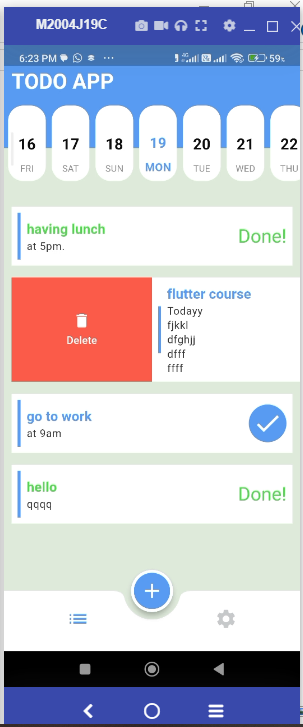 M2004J19C
6:23 PM
4G
59%
TODO APP
16 17 18 19 20 21 22
FRI SAT SUN MON TUE WED THU
having lunch
at 5pm.
Done!
flutter course
Todayy
fjkkl
dfghjj
dfff
ffff
Delete
go to work
at 9am
hello
qqqq
Done!